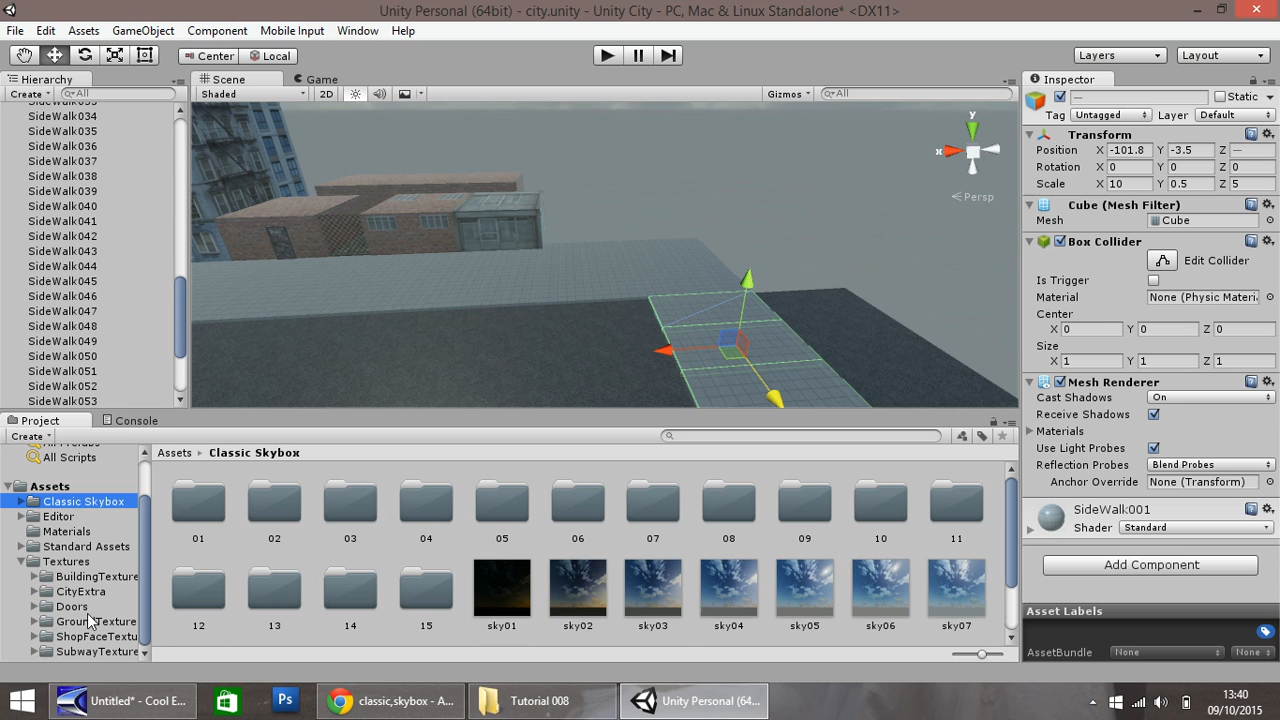 Unity Personal (64bit) - city.unity - Unity City - PC, Mac & Linux Standalone* <DX11>
File Edit Assets GameObject Component Mobile Input Window Help
Center Local Layers Layout
Hierarchy
Create All
SideWalk033
SideWalk034
SideWalk035
SideWalk036
SideWalk037
SideWalk038
SideWalk039
SideWalk040
SideWalk041
SideWalk042
SideWalk043
SideWalk044
SideWalk045
SideWalk046
SideWalk047
SideWalk048
SideWalk049
SideWalk050
SideWalk051
SideWalk052
SideWalk053
Scene Game
Shaded 2D Gizmos All
y
x
Persp
Inspector
— Static
Tag Untagged Layer Default
Transform
Position X -101.8 Y -3.5 Z —
Rotation X 0 Y 0 Z 0
Scale X 10 Y 0.5 Z 5
Cube (Mesh Filter)
Mesh Cube
Box Collider
Edit Collider
Is Trigger
Material None (Physic Materi
Center
X 0 Y 0 Z 0
Size
X 1 Y 1 Z 1
Mesh Renderer
Cast Shadows On
Receive Shadows
Materials
Use Light Probes
Reflection Probes Blend Probes
Anchor Override None (Transform)
SideWalk001
Shader Standard
Add Component
Asset Labels
AssetBundle None None
Project Console
Create
All Prefabs
All Scripts
Assets
Classic Skybox
Editor
Materials
Standard Assets
Textures
BuildingTexture
CityExtra
Doors
GroundTexture
ShopFaceTextu
SubwayTexture
Assets Classic Skybox
01 02 03 04 05 06 07 08 09 10 11
12 13 14 15 sky01 sky02 sky03 sky04 sky05 sky06 sky07
Untitled* - Cool E... Ps classic,skybox - A... Tutorial 008 Unity Personal (64...
13:40
09/10/2015